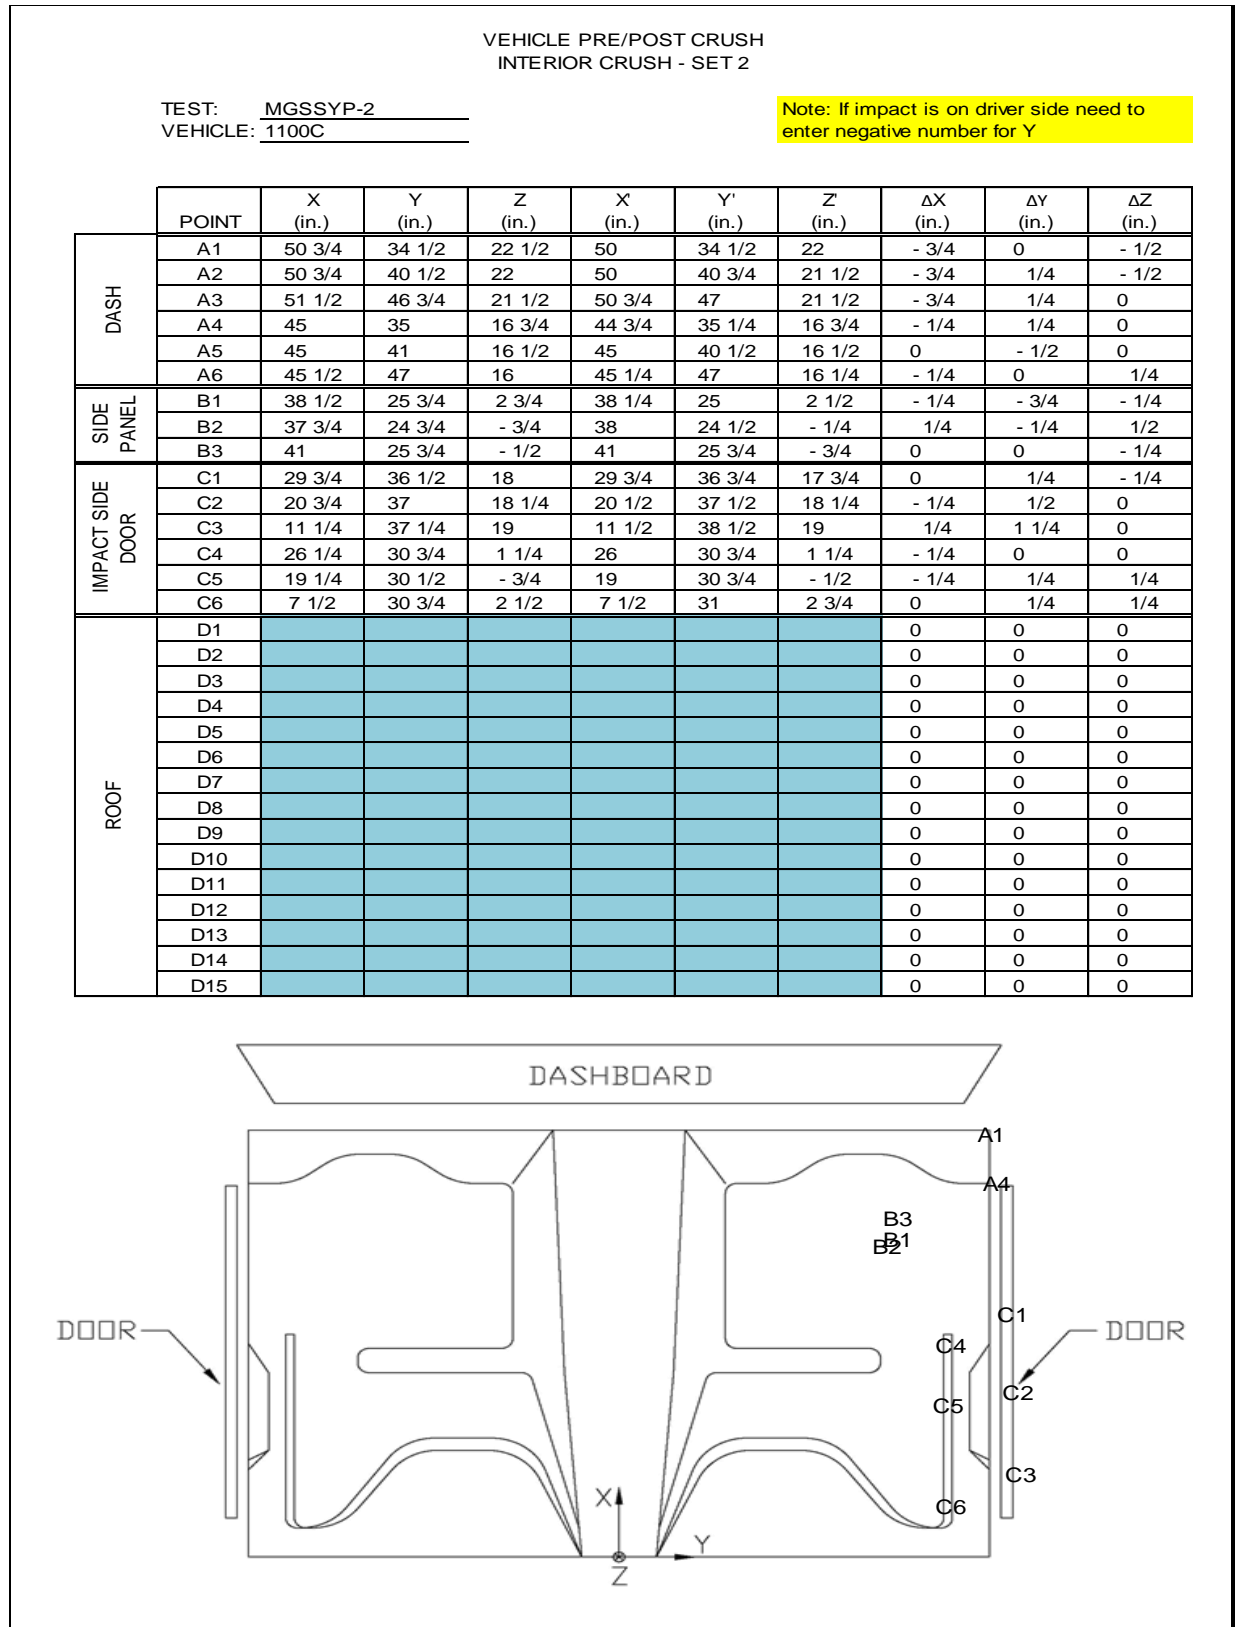 VEHICLE PRE/POST CRUSH
INTERIOR CRUSH - SET 2
TEST: MGSSYP-2
VEHICLE: 1100C
Note: If impact is on driver side need to
enter negative number for Y
POINT X (in.) Y (in.) Z (in.) X' (in.) Y' (in.) Z' (in.) ΔX (in.) ΔY (in.) ΔZ (in.)
DASH
A1 50 3/4 34 1/2 22 1/2 50 34 1/2 22 - 3/4 0 - 1/2
A2 50 3/4 40 1/2 22 50 40 3/4 21 1/2 - 3/4 1/4 - 1/2
A3 51 1/2 46 3/4 21 1/2 50 3/4 47 21 1/2 - 3/4 1/4 0
A4 45 35 16 3/4 44 3/4 35 1/4 16 3/4 - 1/4 1/4 0
A5 45 41 16 1/2 45 40 1/2 16 1/2 0 - 1/2 0
A6 45 1/2 47 16 45 1/4 47 16 1/4 - 1/4 0 1/4
SIDE PANEL
B1 38 1/2 25 3/4 2 3/4 38 1/4 25 2 1/2 - 1/4 - 3/4 - 1/4
B2 37 3/4 24 3/4 - 3/4 38 24 1/2 - 1/4 1/4 - 1/4 1/2
B3 41 25 3/4 - 1/2 41 25 3/4 - 3/4 0 0 - 1/4
IMPACT SIDE DOOR
C1 29 3/4 36 1/2 18 29 3/4 36 3/4 17 3/4 0 1/4 - 1/4
C2 20 3/4 37 18 1/4 20 1/2 37 1/2 18 1/4 - 1/4 1/2 0
C3 11 1/4 37 1/4 19 11 1/2 38 1/2 19 1/4 1 1/4 0
C4 26 1/4 30 3/4 1 1/4 26 30 3/4 1 1/4 - 1/4 0 0
C5 19 1/4 30 1/2 - 3/4 19 30 3/4 - 1/2 - 1/4 1/4 1/4
C6 7 1/2 30 3/4 2 1/2 7 1/2 31 2 3/4 0 1/4 1/4
ROOF
D1 0 0 0
D2 0 0 0
D3 0 0 0
D4 0 0 0
D5 0 0 0
D6 0 0 0
D7 0 0 0
D8 0 0 0
D9 0 0 0
D10 0 0 0
D11 0 0 0
D12 0 0 0
D13 0 0 0
D14 0 0 0
D15 0 0 0
DASHBOARD
A1
A4
B3
B1
B2
C1
DOOR
DOOR
C4
C2
C5
C3
X
C6
Y
Z